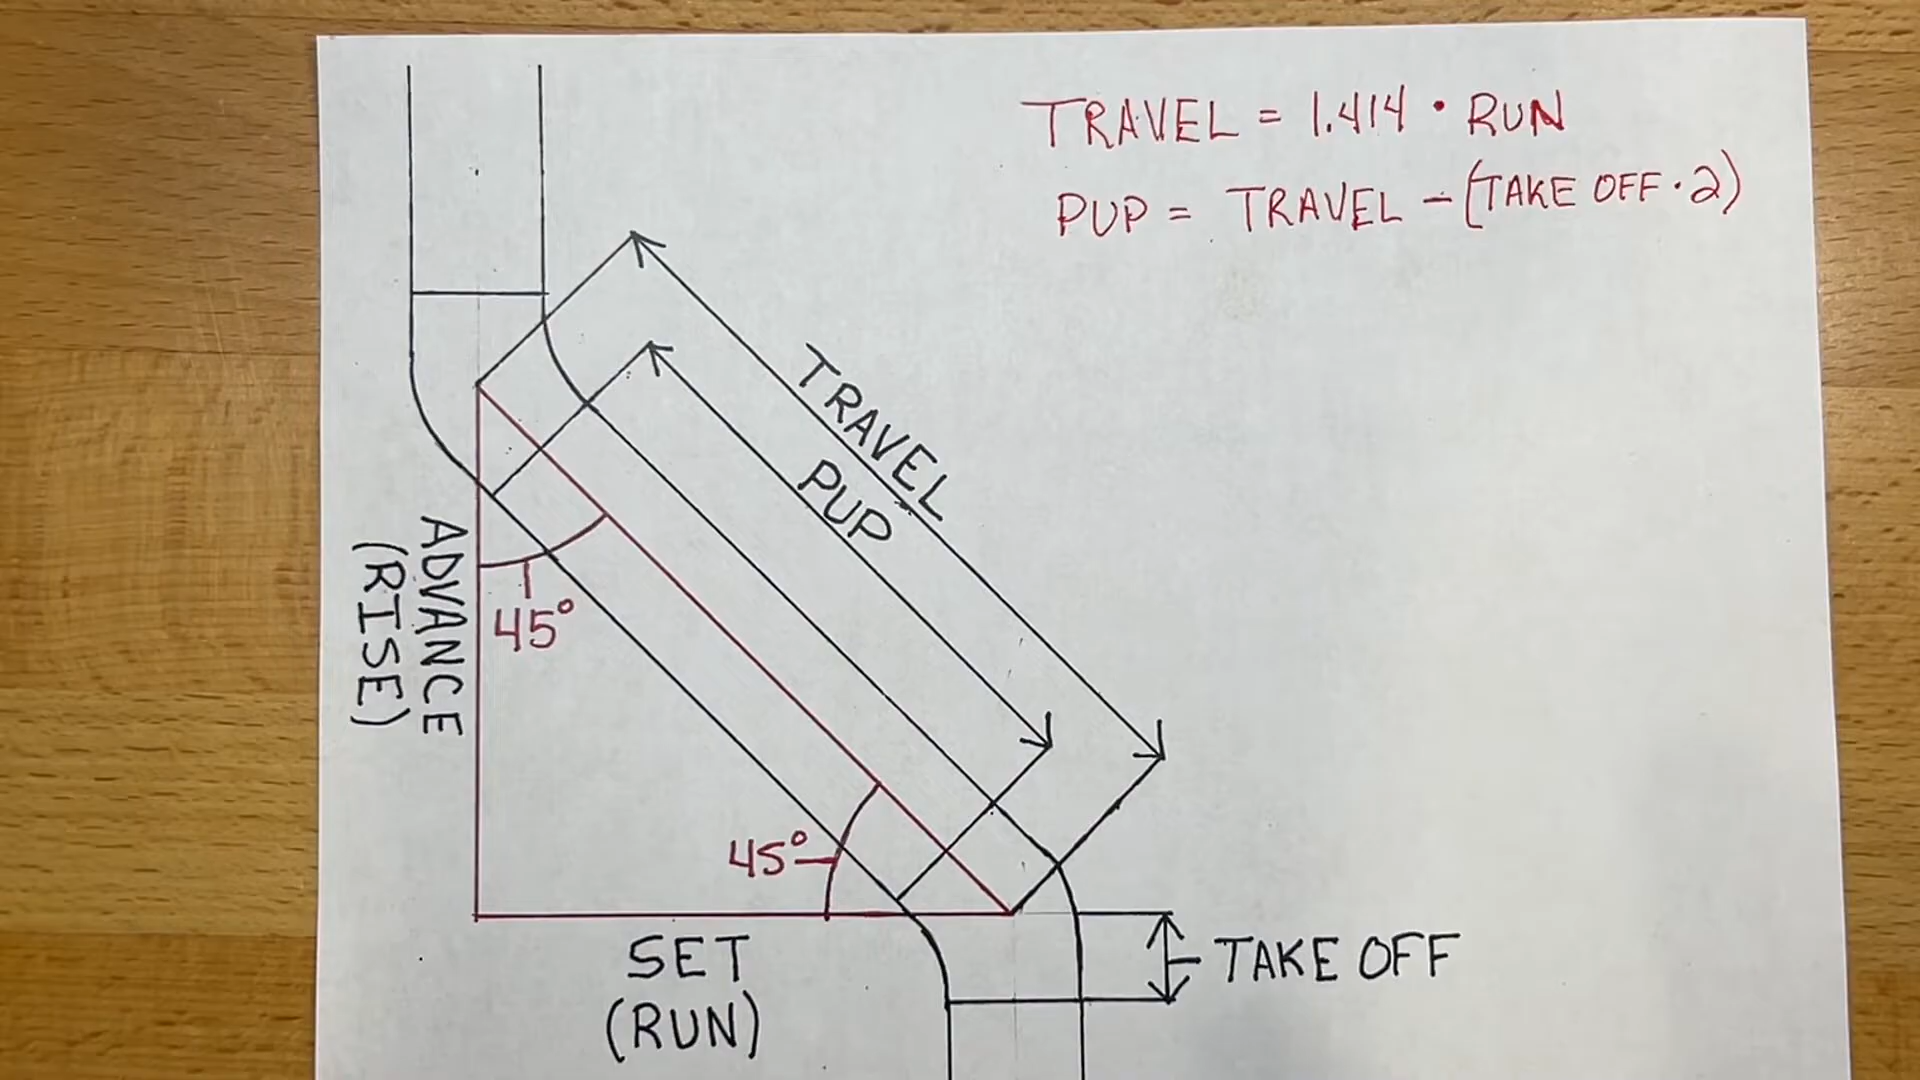 TRAVEL = 1.414 · RUN
PUP = TRAVEL - (TAKE OFF · 2)
TRAVEL
PUP
ADVANCE
(RISE)
45°
45°
SET
(RUN)
TAKE OFF